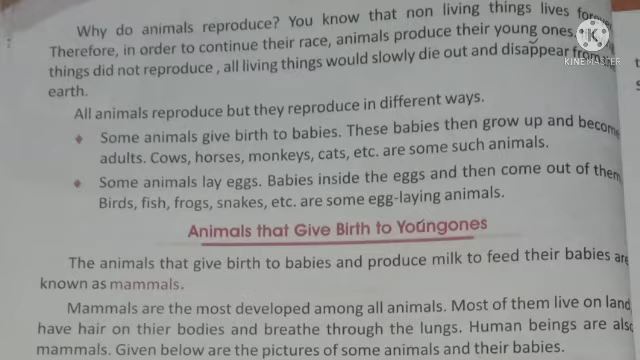 Why do animals reproduce? You know that non living things lives
Therefore, in order to continue their race, animals produce their young ones.
things did not reproduce, all living things would slowly die out and disappear from
earth.
All animals reproduce but they reproduce in different ways.
Some animals give birth to babies. These babies then grow up and become
adults. Cows, horses, monkeys, cats, etc. are some such animals.
Some animals lay eggs. Babies inside the eggs and then come out of them
Birds, fish, frogs, snakes, etc. are some egg-laying animals.
Animals that Give Birth to Youngones
The animals that give birth to babies and produce milk to feed their babies are
known as mammals.
Mammals are the most developed among all animals. Most of them live on land
have hair on thier bodies and breathe through the lungs. Human beings are also
mammals. Given below are the pictures of some animals and their babies.
KINEMASTER